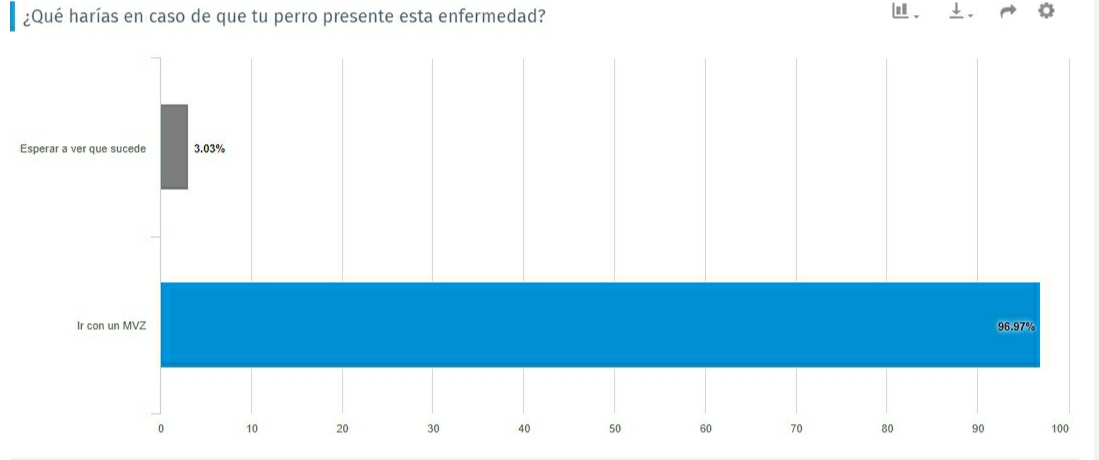 ¿Qué harías en caso de que tu perro presente esta enfermedad?
Esperar a ver que sucede
3.03%
Ir con un MVZ
96.97%
0 10 20 30 40 50 60 70 80 90 100